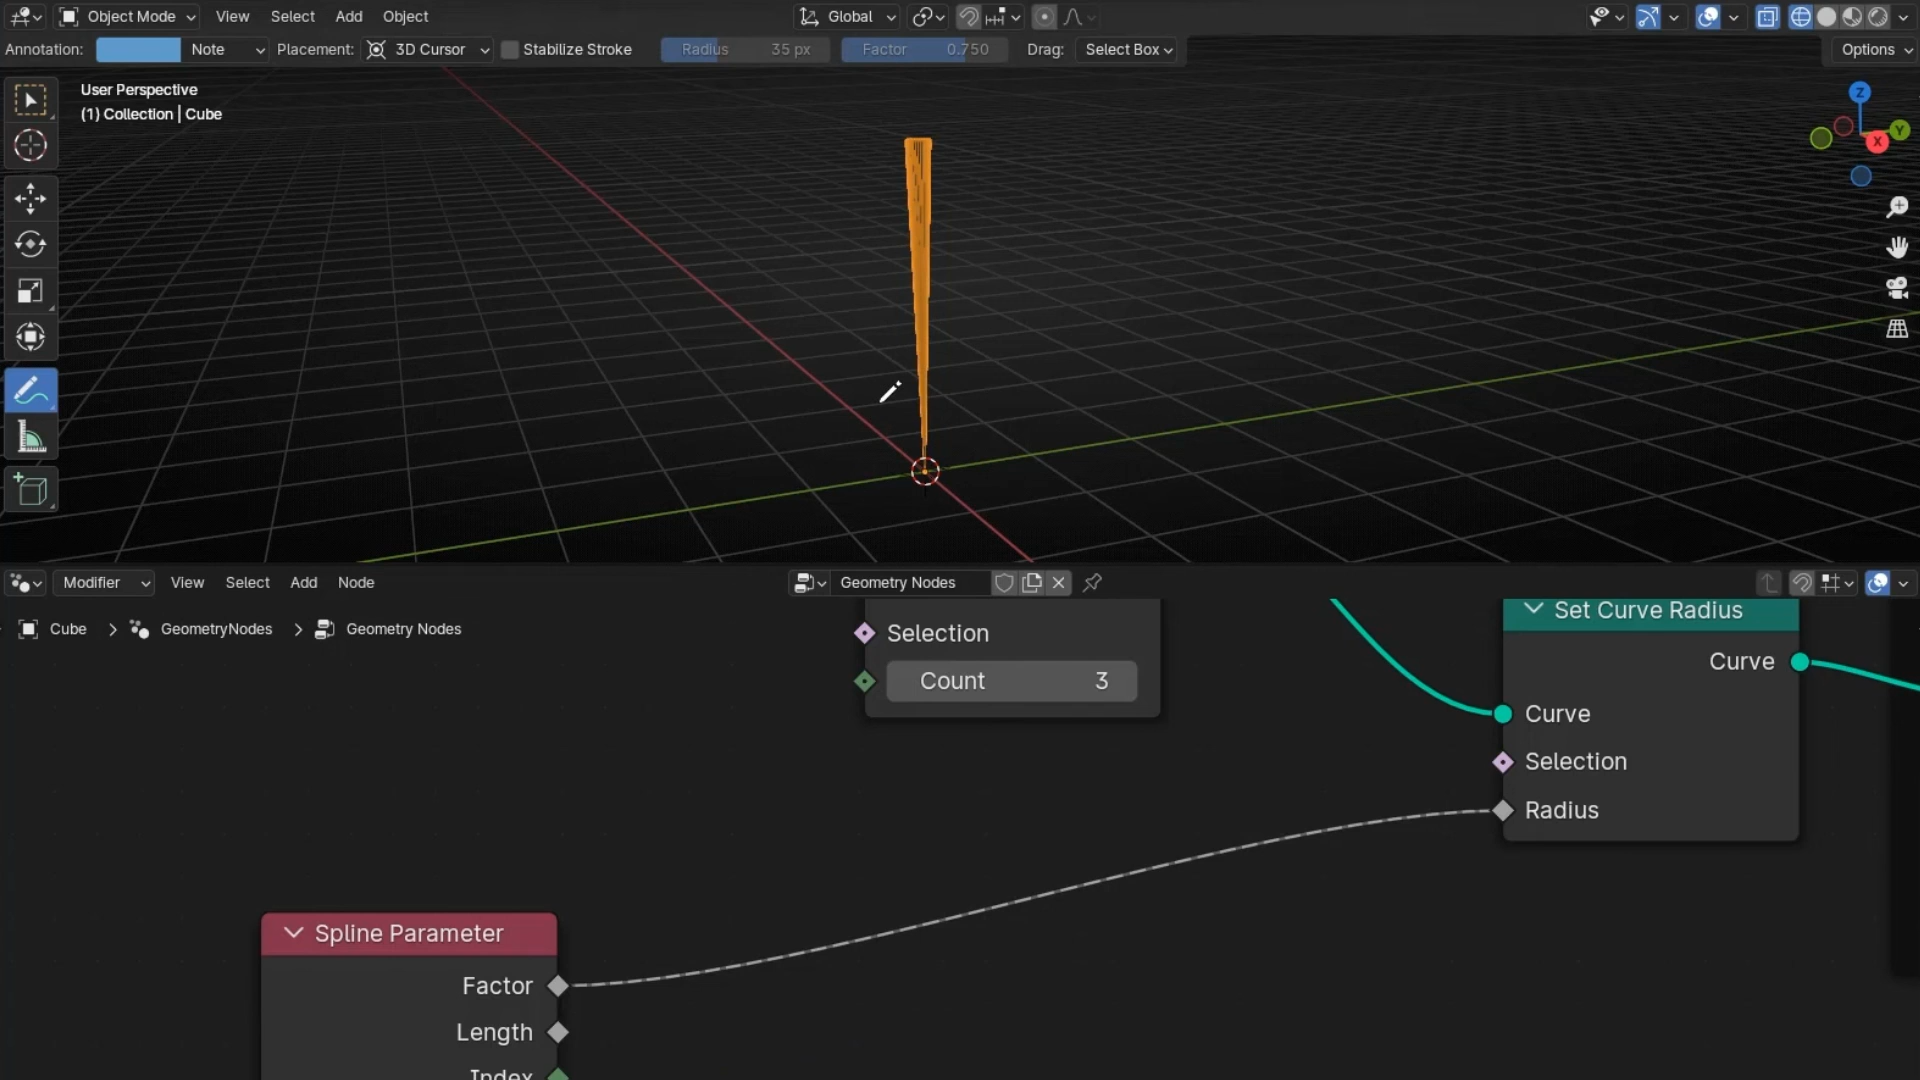 Object Mode View Select Add Object Global
Annotation: Note Placement: 3D Cursor Stabilize Stroke Radius 35 px Factor 0.750 Drag: Select Box Options
User Perspective
(1) Collection | Cube
Z
Y
X
Modifier View Select Add Node Geometry Nodes
Cube GeometryNodes Geometry Nodes
Selection
Count 3
Set Curve Radius
Curve
Curve
Selection
Radius
Spline Parameter
Factor
Length
Index